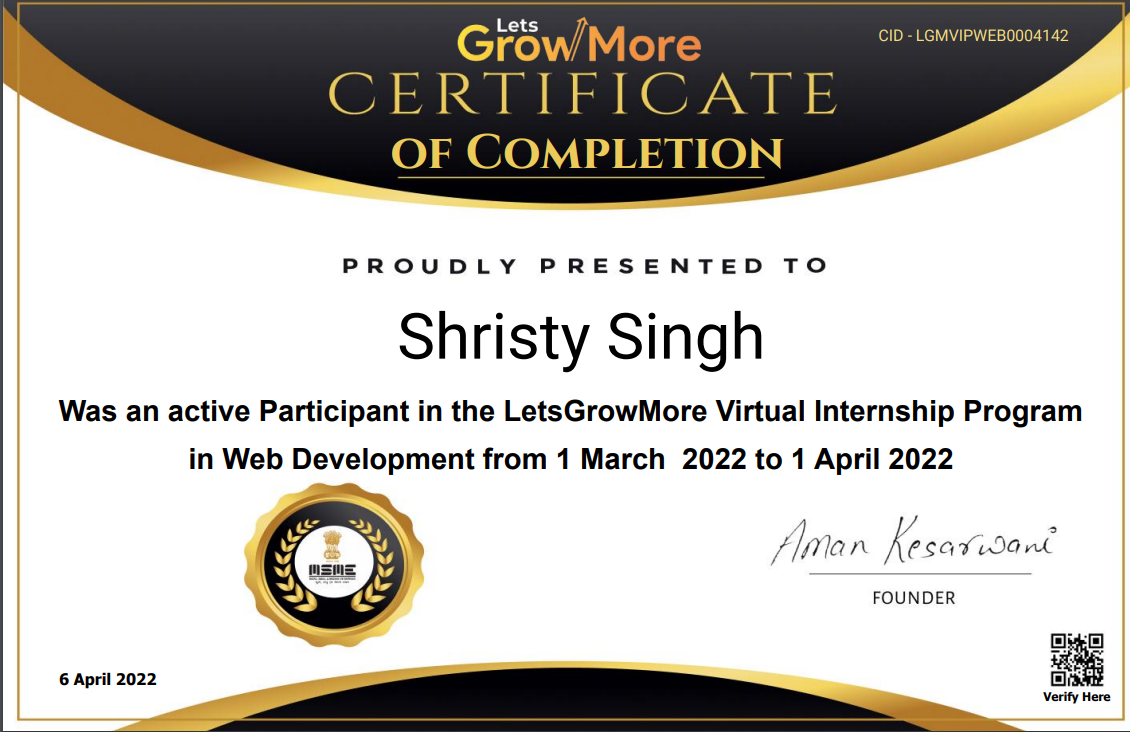 Lets
GrowMore
CID - LGMVIPWEB0004142
CERTIFICATE
OF COMPLETION
PROUDLY PRESENTED TO
Shristy Singh
Was an active Participant in the LetsGrowMore Virtual Internship Program
in Web Development from 1 March 2022 to 1 April 2022
MSME
Aman Kesarwani
FOUNDER
6 April 2022
Verify Here